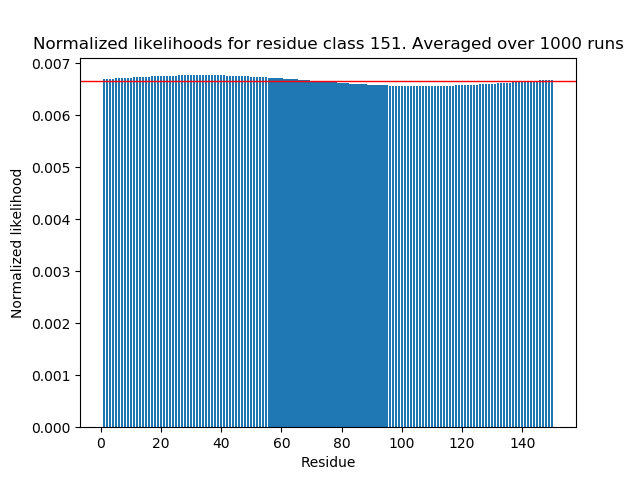 Normalized likelihoods for residue class 151. Averaged over 1000 runs
0.007
0.006
0.005
0.004
0.003
0.002
0.001
0.000
Normalized likelihood
0 20 40 60 80 100 120 140
Residue